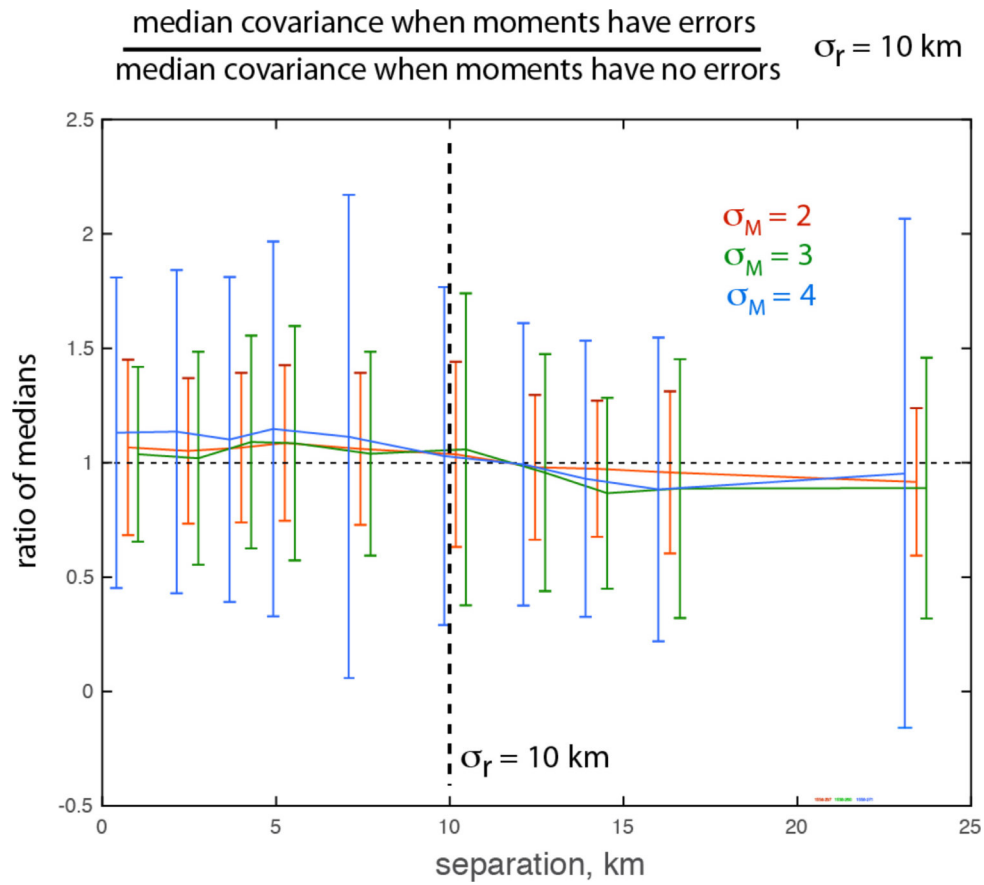 median covariance when moments have errors
median covariance when moments have no errors
σr = 10 km
2.5
2
1.5
1
0.5
0
-0.5
ratio of medians
σM = 2
σM = 3
σM = 4
σr = 10 km
0 5 10 15 20 25
separation, km